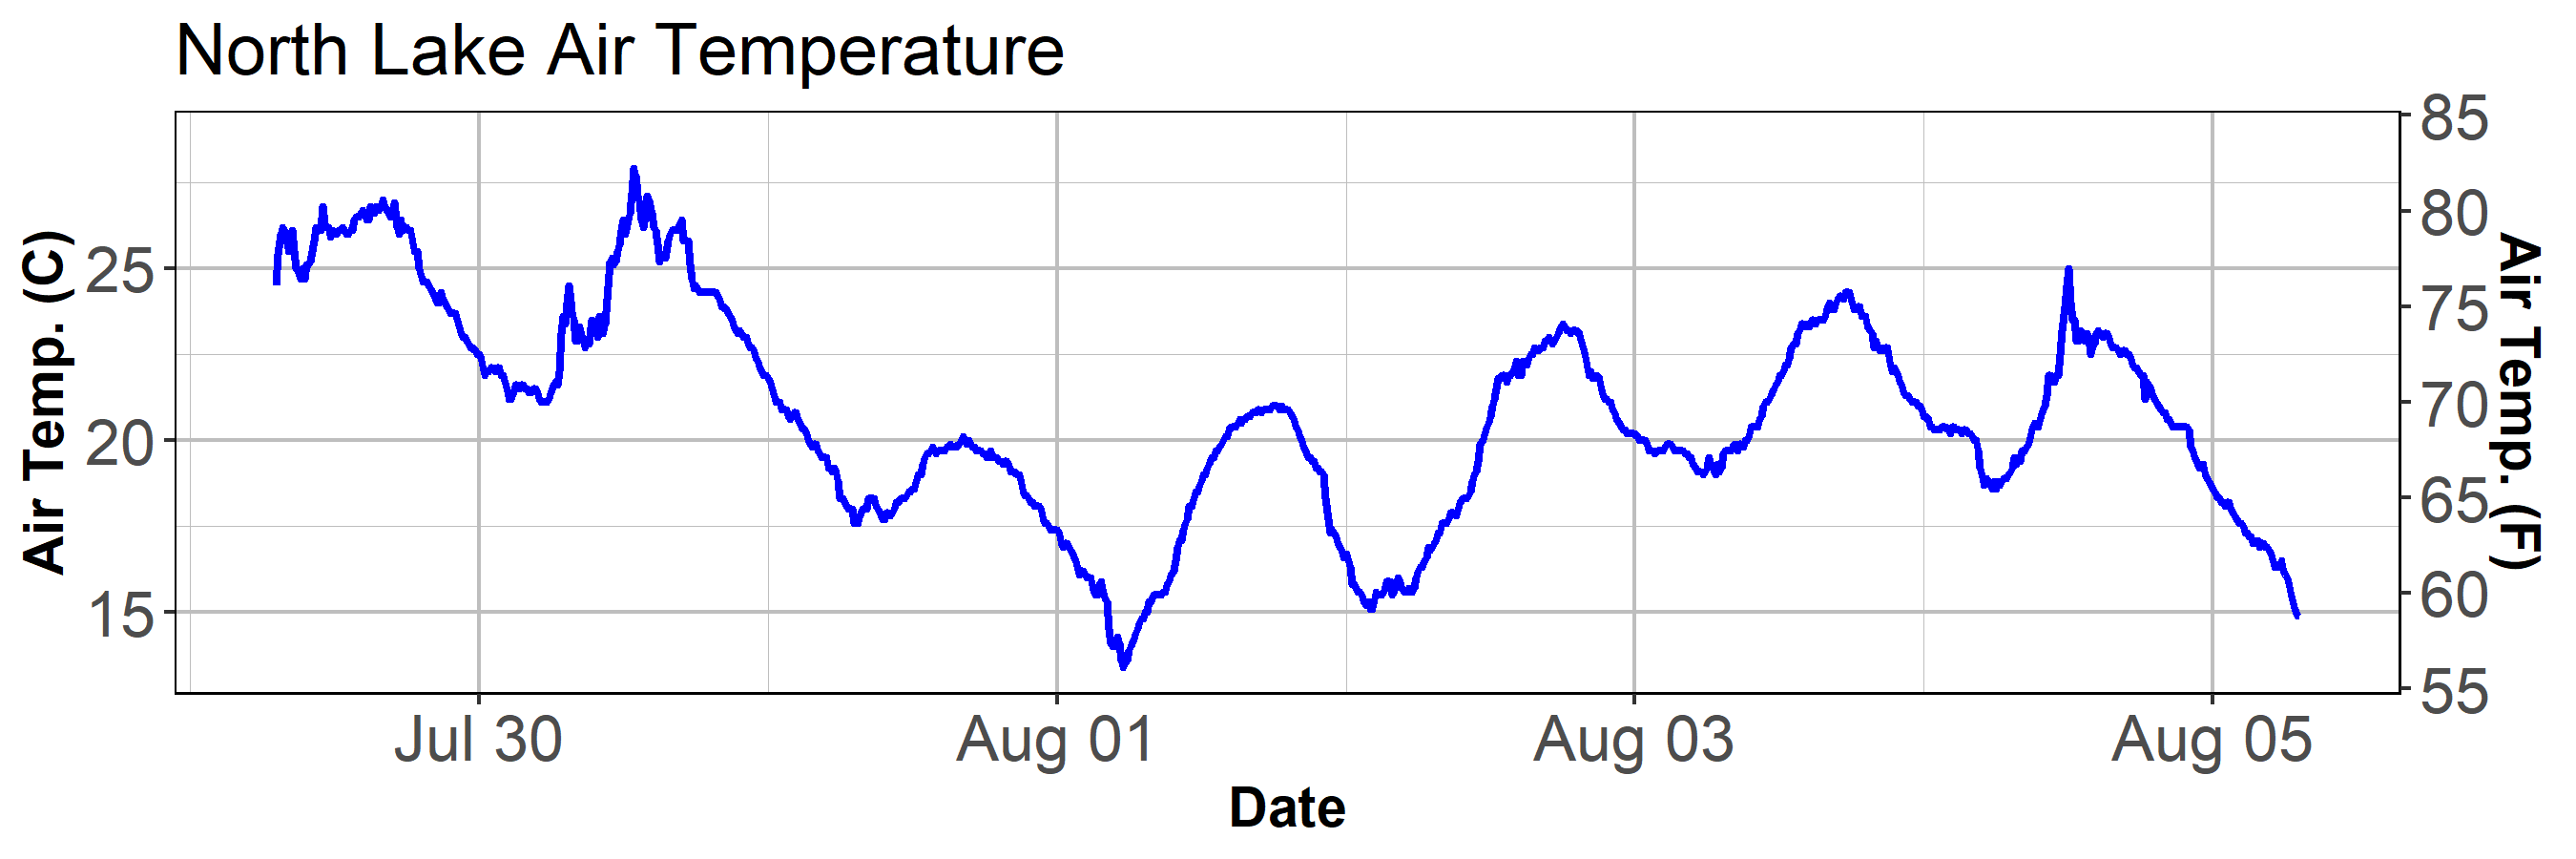 North Lake Air Temperature
Air Temp. (C)
25
20
15
85
80
75
70
65
60
55
Air Temp. (F)
Jul 30
Aug 01
Aug 03
Aug 05
Date